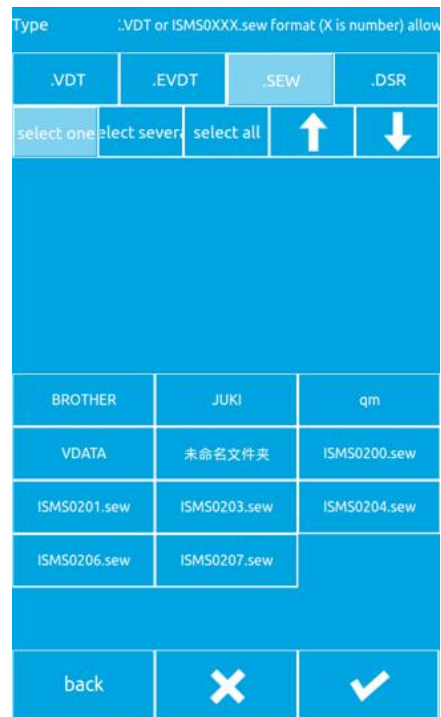 Type .VDT or ISMS0XXX.sew format (X is number) allow
.VDT .EVDT .SEW .DSR
select one elect severa select all
BROTHER JUKI qm
VDATA 未命名文件夹 ISMS0200.sew
ISMS0201.sew ISMS0203.sew ISMS0204.sew
ISMS0206.sew ISMS0207.sew
back